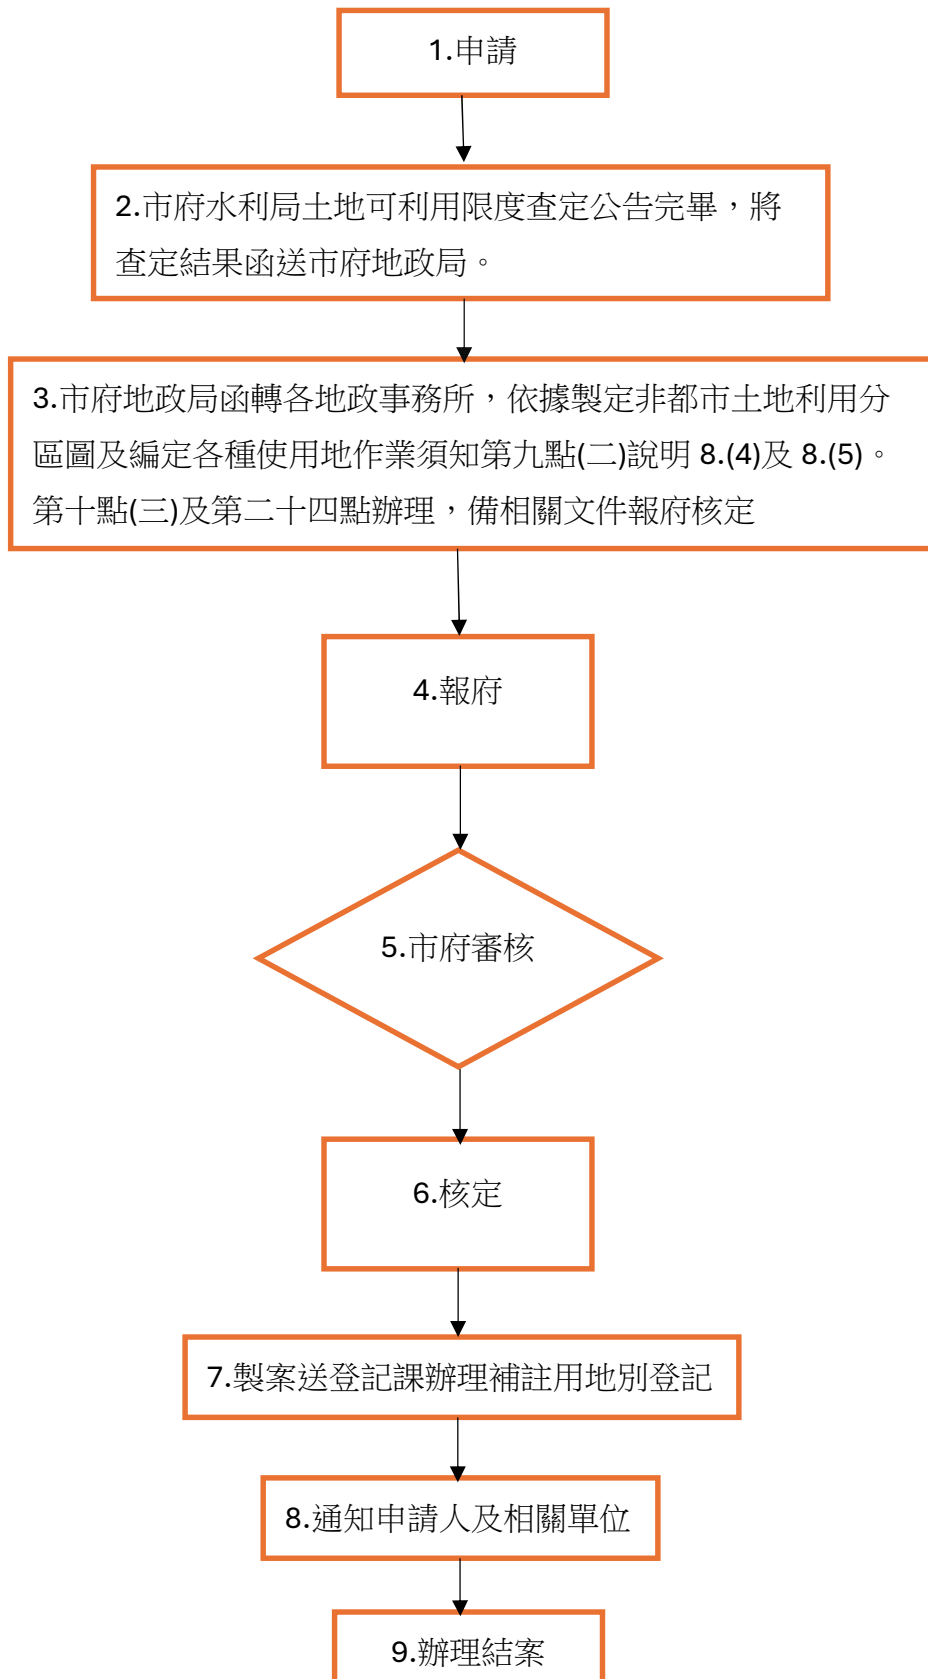 1.申請
2.市府水利局土地可利用限度查定公告完畢，將
查定結果函送市府地政局。
3.市府地政局函轉各地政事務所，依據製定非都市土地利用分
區圖及編定各種使用地作業須知第九點(二)說明 8.(4)及 8.(5)。
第十點(三)及第二十四點辦理，備相關文件報府核定
4.報府
5.市府審核
6.核定
7.製案送登記課辦理補註用地別登記
8.通知申請人及相關單位
9.辦理結案